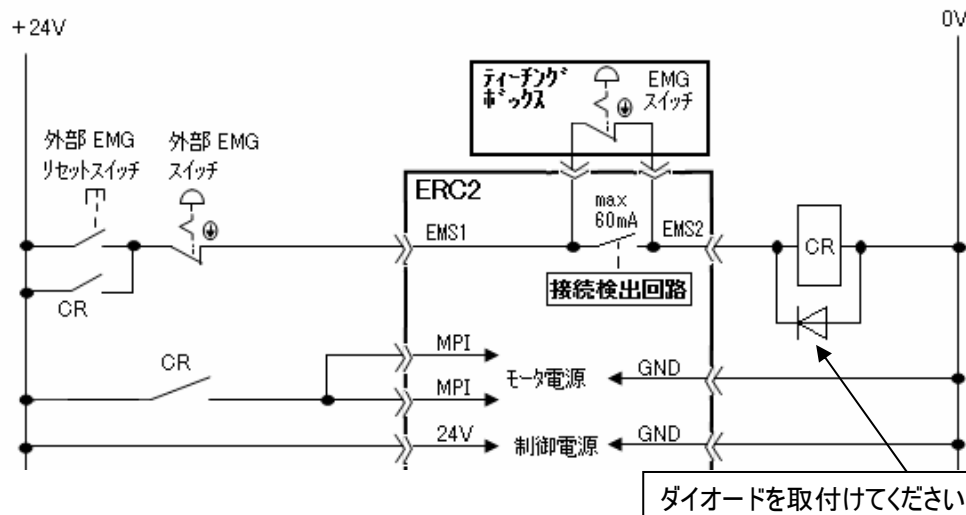 +24V
0V
ティーチング
ボックス
EMG
スイッチ
外部 EMG
リセットスイッチ
外部 EMG
スイッチ
ERC2
max
60mA
EMS1
EMS2
CR
接続検出回路
CR
MPI
CR
モータ電源
GND
MPI
24V
制御電源
GND
ダイオードを取付けてください